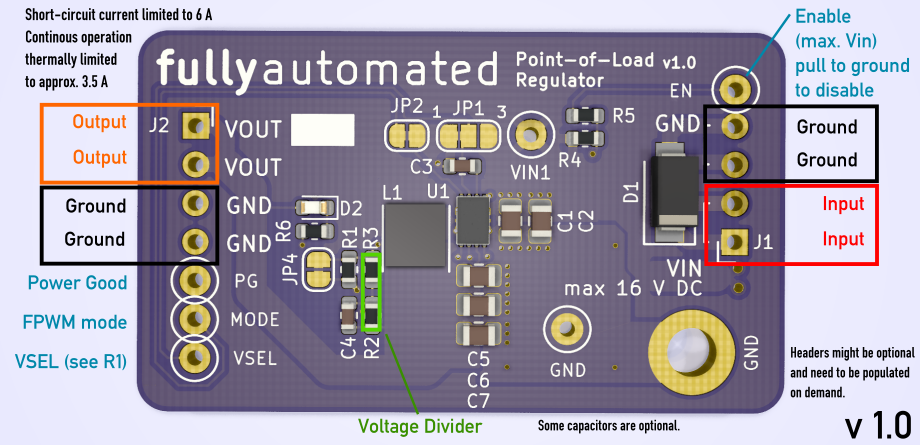 Short-circuit current limited to 6 A
Continous operation
thermally limited
to approx. 3.5 A
Enable
(max. Vin)
pull to ground
to disable
fullyautomated
Point-of-Load v1.0
Regulator
EN
Output
Output
J2
VOUT
VOUT
JP2
1
JP1
3
VIN1
R5
R4
C3
GND
Ground
Ground
Ground
Ground
GND
GND
D2
R6
JP4
R1
R3
L1
U1
C1
C2
D1
Input
Input
J1
VIN
max 16 V DC
Power Good
PG
FPWM mode
MODE
VSEL (see R1)
VSEL
C4
R2
C5
C6
C7
GND
GND
Voltage Divider
Some capacitors are optional.
Headers might be optional
and need to be populated
on demand.
v 1.0